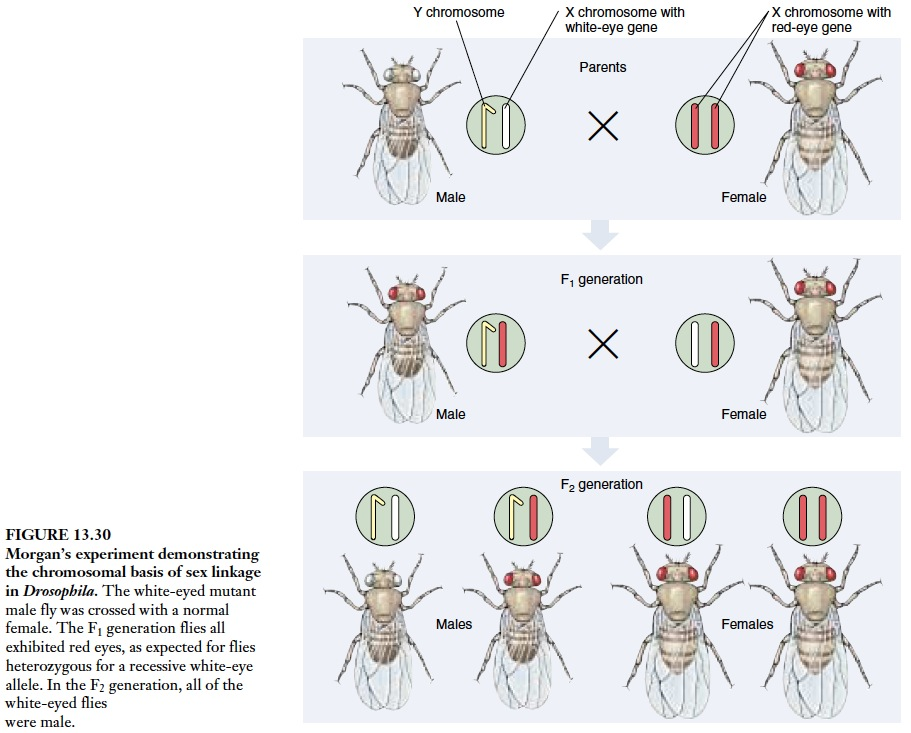 Y chromosome
X chromosome with
white-eye gene
X chromosome with
red-eye gene
Parents
Male
Female
F1 generation
Male
Female
F2 generation
Males
Females
FIGURE 13.30
Morgan's experiment demonstrating
the chromosomal basis of sex linkage
in Drosophila. The white-eyed mutant
male fly was crossed with a normal
female. The F1 generation flies all
exhibited red eyes, as expected for flies
heterozygous for a recessive white-eye
allele. In the F2 generation, all of the
white-eyed flies
were male.